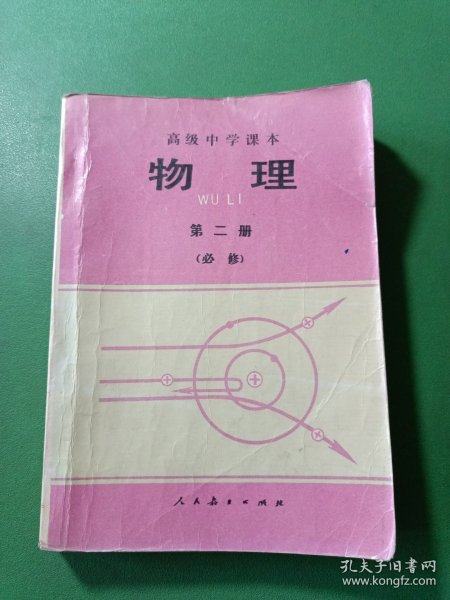 高级中学课本
物理
WU LI
第二册
(必修)
人民教育出版社
孔夫子旧书网
www.kongfz.com